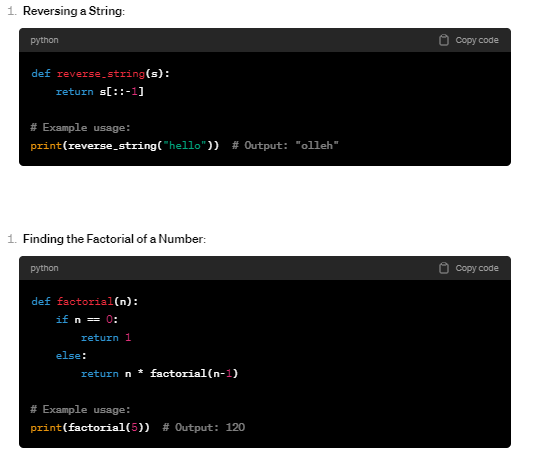 1. Reversing a String:
python Copy code
def reverse_string(s):
    return s[::-1]
# Example usage:
print(reverse_string("hello"))  # Output: "olleh"
1. Finding the Factorial of a Number:
python Copy code
def factorial(n):
    if n == 0:
        return 1
    else:
        return n * factorial(n-1)
# Example usage:
print(factorial(5))  # Output: 120